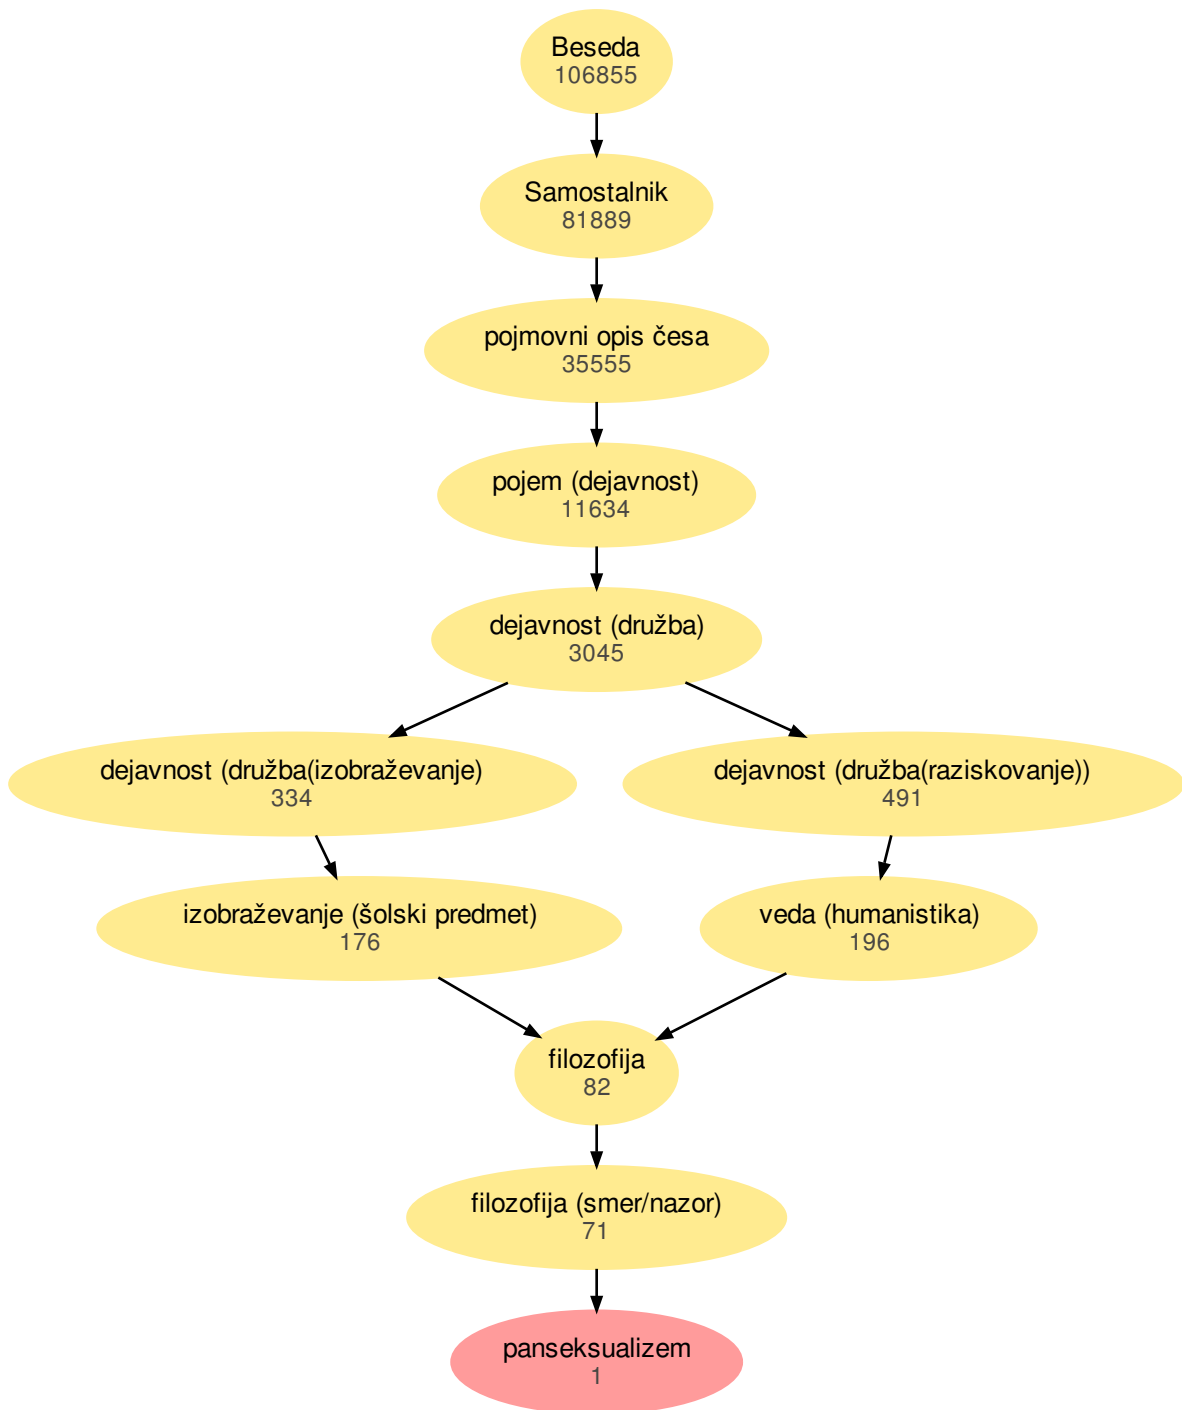 Beseda
106855
Samostalnik
81889
pojmovni opis česa
35555
pojem (dejavnost)
11634
dejavnost (družba)
3045
dejavnost (družba(izobraževanje)
334
dejavnost (družba(raziskovanje))
491
izobraževanje (šolski predmet)
176
veda (humanistika)
196
filozofija
82
filozofija (smer/nazor)
71
panseksualizem
1